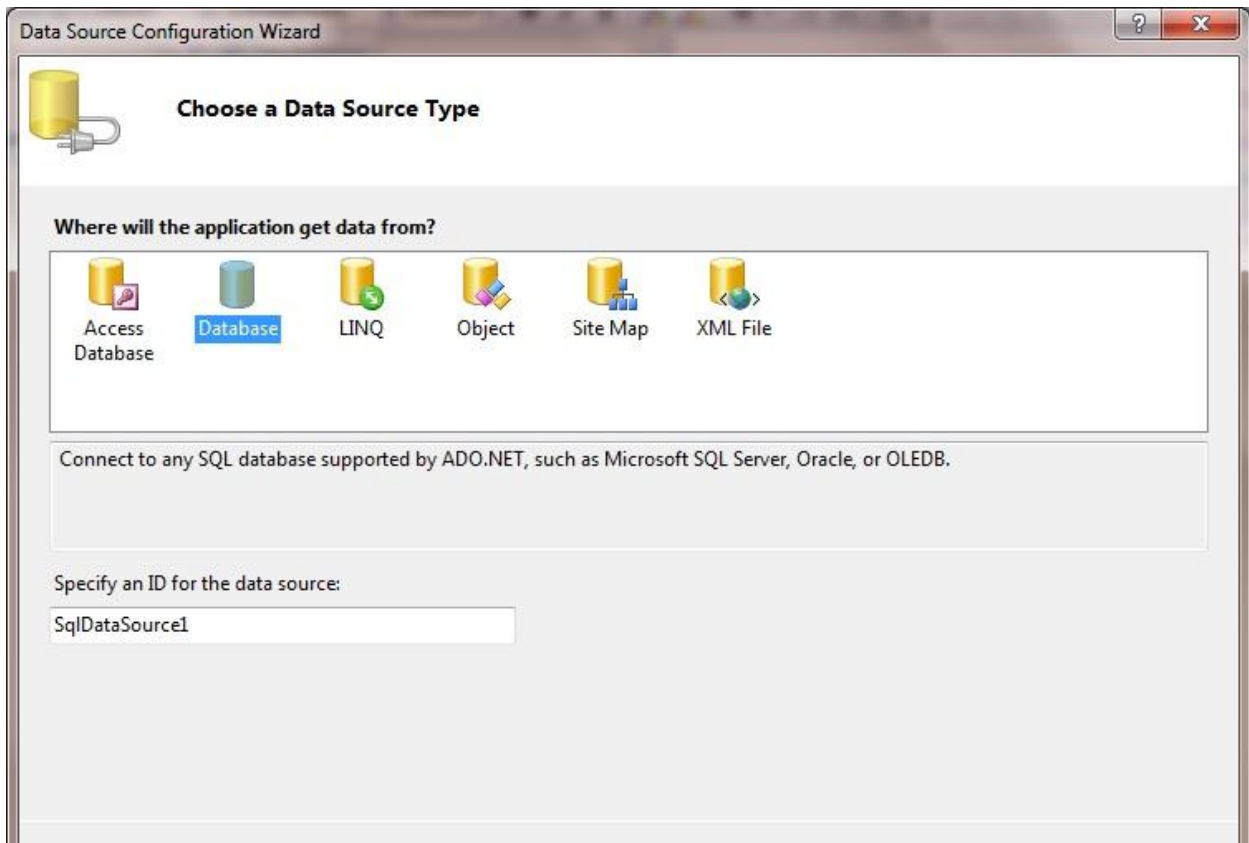 Data Source Configuration Wizard
Choose a Data Source Type
Where will the application get data from?
Access Database
Database
LINQ
Object
Site Map
XML File
Connect to any SQL database supported by ADO.NET, such as Microsoft SQL Server, Oracle, or OLEDB.
Specify an ID for the data source:
SqlDataSource1